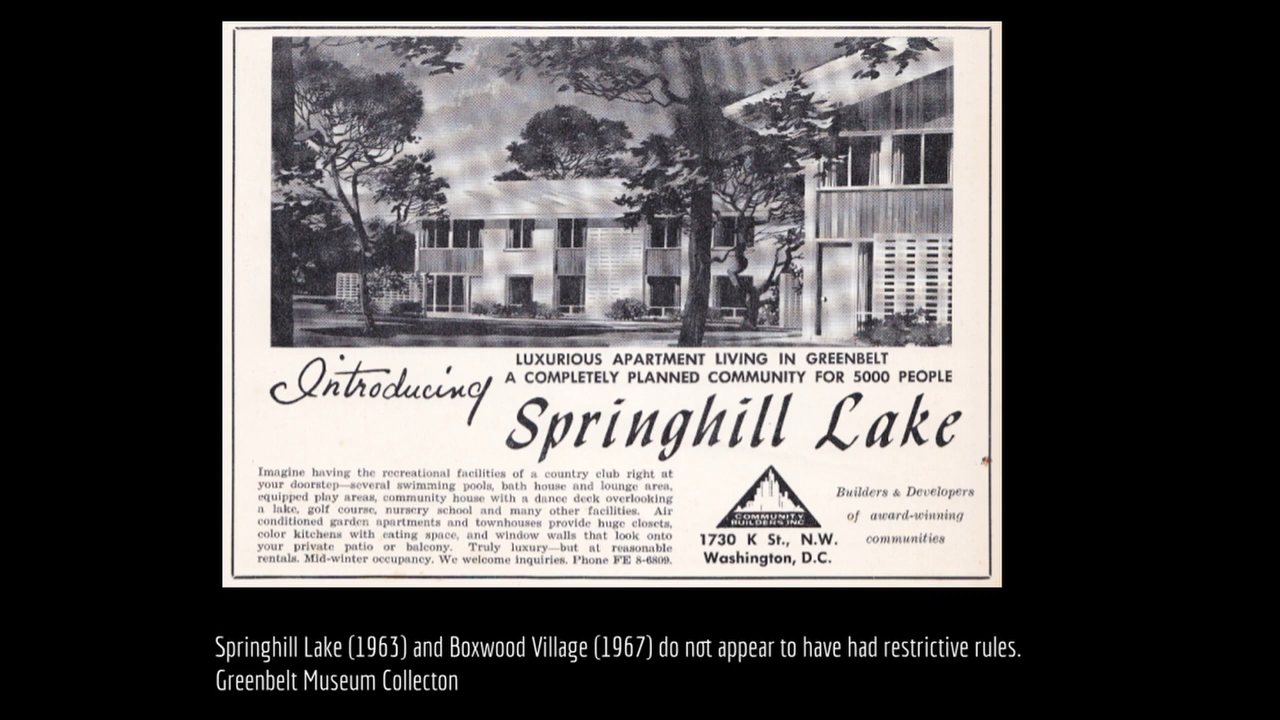 LUXURIOUS APARTMENT LIVING IN GREENBELT
A COMPLETELY PLANNED COMMUNITY FOR 5000 PEOPLE
Introducing
Springhill Lake
Imagine having the recreational facilities of a country club right at
your doorstep—several swimming pools, bath house and lounge area,
equipped play areas, community house with a dance deck overlooking
a lake, golf course, nursery school and many other facilities. Air
conditioned garden apartments and townhouses provide huge closets,
color kitchens with eating space, and window walls that look onto
your private patio or balcony. Truly luxury—but at reasonable
rentals. Mid-winter occupancy. We welcome inquiries. Phone FE 8-6809.
COMMUNITY
BUILDERS INC
1730 K St., N.W.
Washington, D.C.
Builders & Developers
of award-winning
communities
Springhill Lake (1963) and Boxwood Village (1967) do not appear to have had restrictive rules.
Greenbelt Museum Collecton